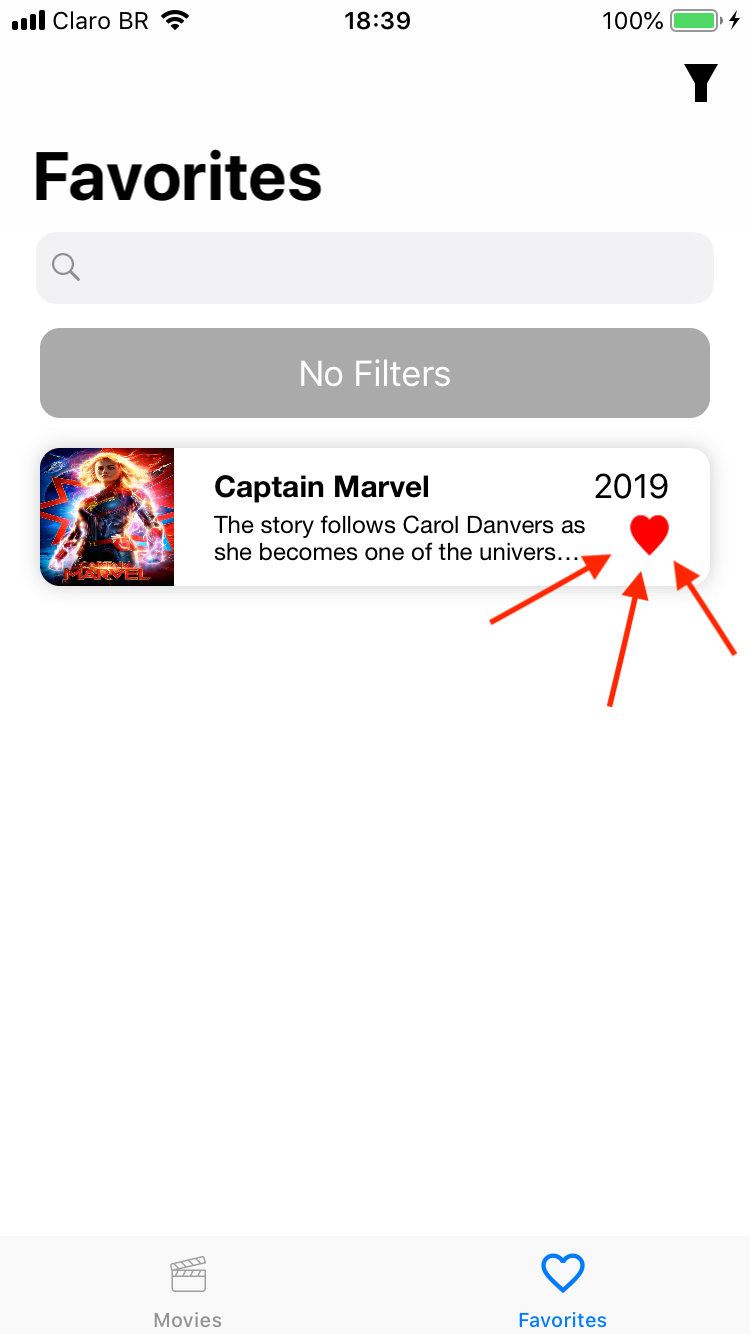 Claro BR 18:39 100%
Favorites
No Filters
Captain Marvel 2019
The story follows Carol Danvers as
she becomes one of the univers…
CAPTAIN
MARVEL
Movies Favorites